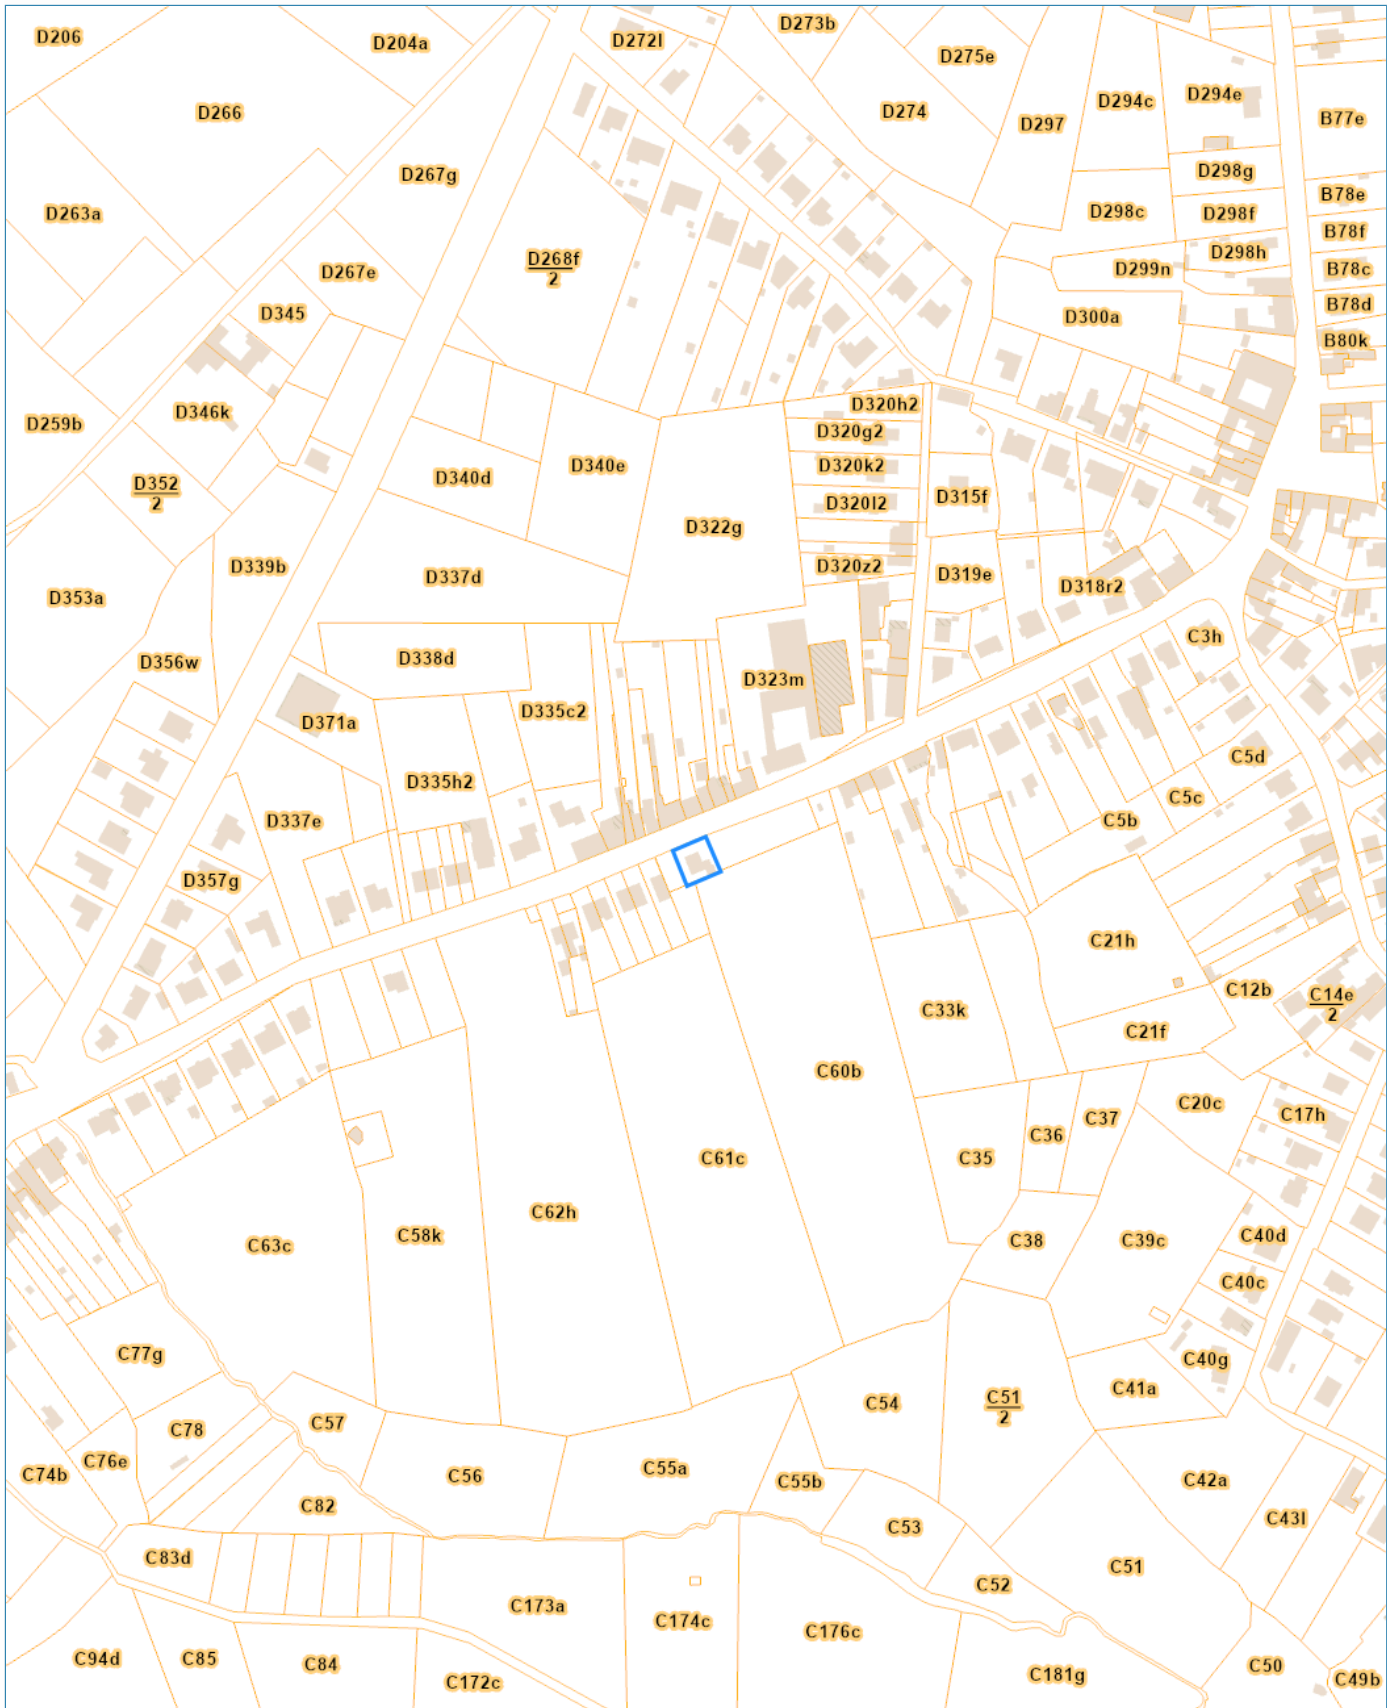 D206
D204a
D272l
D273b
D275e
D266
D274
D297
D294c
D294e
B77e
D267g
D298g
B78e
D263a
D298c
D298f
B78f
D268f
2
D267e
D299n
D298h
B78c
D345
D300a
B78d
B80k
D259b
D346k
D320h2
D320g2
D352
2
D340d
D340e
D320k2
D315f
D320l2
D322g
D353a
D339b
D337d
D320z2
D319e
D318r2
D356w
D338d
C3h
D371a
D335c2
D323m
D335h2
C5d
C5c
D337e
C5b
D357g
C21h
C12b
C14e
2
C33k
C21f
C60b
C20c
C17h
C36
C37
C61c
C35
C62h
C63c
C58k
C38
C39c
C40d
C40c
C77g
C40g
C41a
C54
C51
2
C57
C78
C76e
C74b
C56
C55a
C55b
C42a
C82
C53
C43l
C83d
C52
C51
C173a
C174c
C176c
C94d
C85
C84
C172c
C181g
C50
C49b